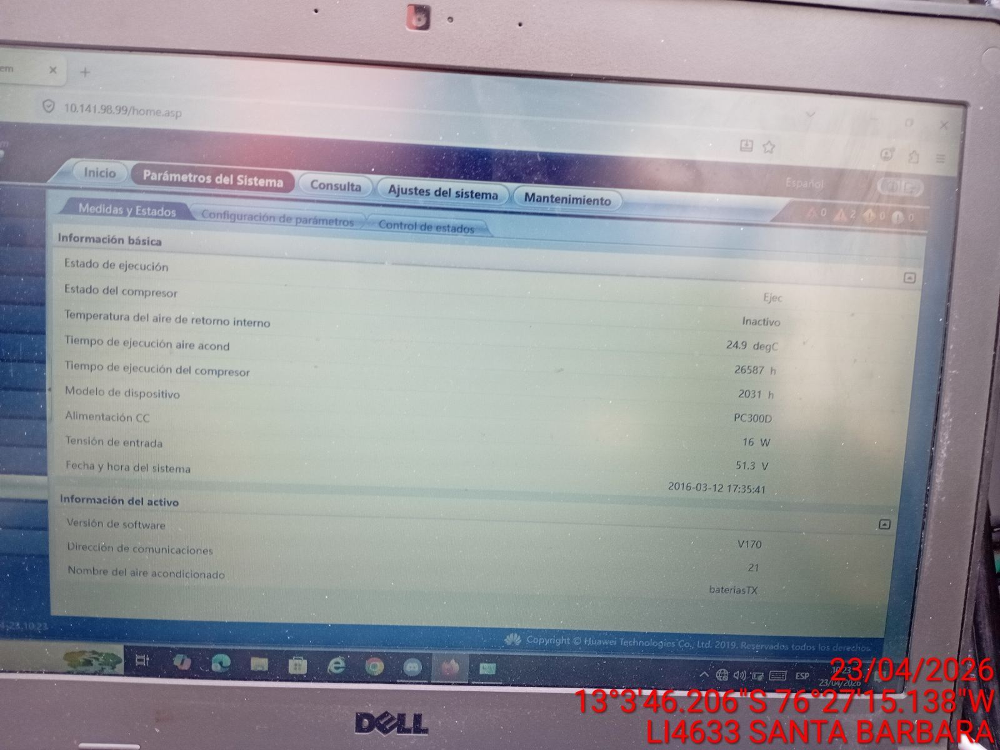 em
10.141.98.99/home.asp
Español
Inicio
Parámetros del Sistema
Consulta
Ajustes del sistema
Mantenimiento
0 2 0 0
Medidas y Estados
Configuración de parámetros
Control de estados
Información básica
Estado de ejecución Ejec
Estado del compresor Inactivo
Temperatura del aire de retorno interno 24.9 degC
Tiempo de ejecución aire acond 26587 h
Tiempo de ejecución del compresor 2031 h
Modelo de dispositivo PC300D
Alimentación CC 16 W
Tensión de entrada 51.3 V
Fecha y hora del sistema 2016-03-12 17:35:41
Información del activo
Versión de software V170
Dirección de comunicaciones 21
Nombre del aire acondicionado bateriasTX
Copyright © Huawei Technologies Co., Ltd. 2019. Reservados todos los derechos.
ESP
10:23
23/04/2026
23/04/2026
13°3'46.206"S 76°27'15.138"W
LI4633 SANTA BARBARA
DELL